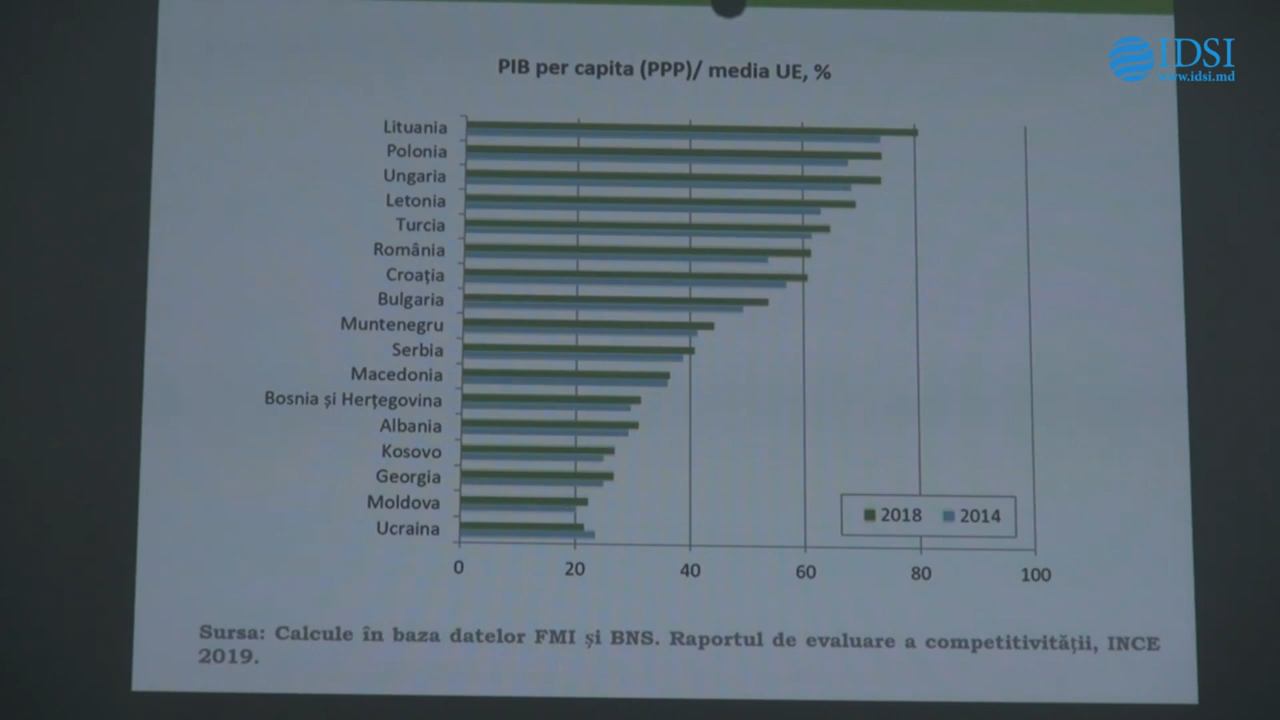 IDSI
www.idsi.md
PIB per capita (PPP)/ media UE, %
Lituania
Polonia
Ungaria
Letonia
Turcia
România
Croația
Bulgaria
Muntenegru
Serbia
Macedonia
Bosnia și Herțegovina
Albania
Kosovo
Georgia
Moldova
Ucraina
2018 2014
0 20 40 60 80 100
Sursa: Calcule în baza datelor FMI și BNS. Raportul de evaluare a competitivității, INCE
2019.